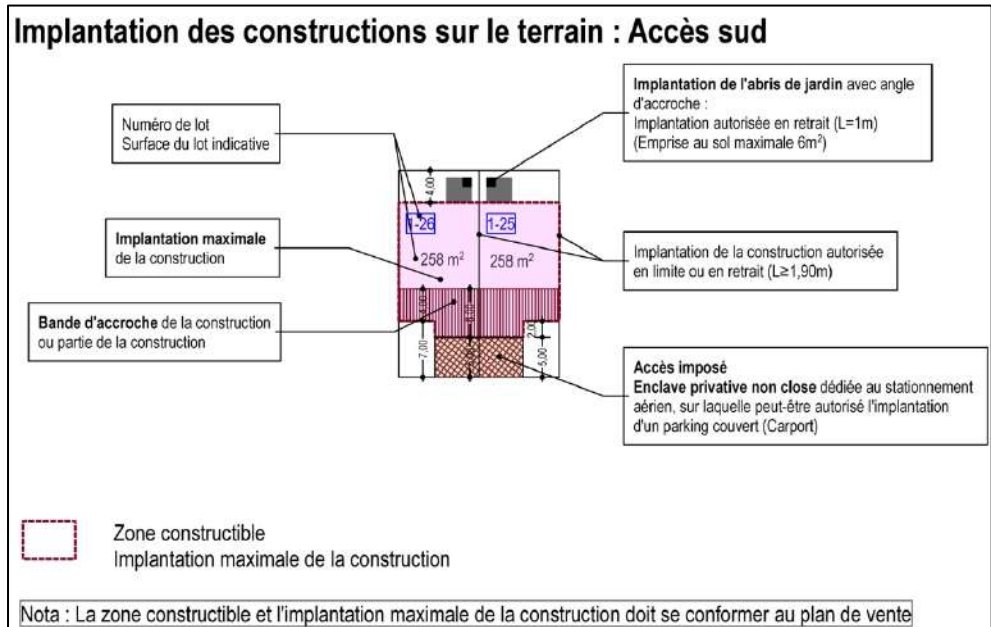 Implantation des constructions sur le terrain : Accès sud
Numéro de lot
Surface du lot indicative
Implantation de l'abris de jardin avec angle
d'accroche :
Implantation autorisée en retrait (L=1m)
(Emprise au sol maximale 6m²)
4,00
1-26
1-25
258 m²
258 m²
Implantation maximale
de la construction
Implantation de la construction autorisée
en limite ou en retrait (L≥1,90m)
Bande d'accroche de la construction
ou partie de la construction
4,00
6,00
2,00
7,00
5,00
5,00
Accès imposé
Enclave privative non close dédiée au stationnement
aérien, sur laquelle peut-être autorisé l'implantation
d'un parking couvert (Carport)
Zone constructible
Implantation maximale de la construction
Nota : La zone constructible et l'implantation maximale de la construction doit se conformer au plan de vente